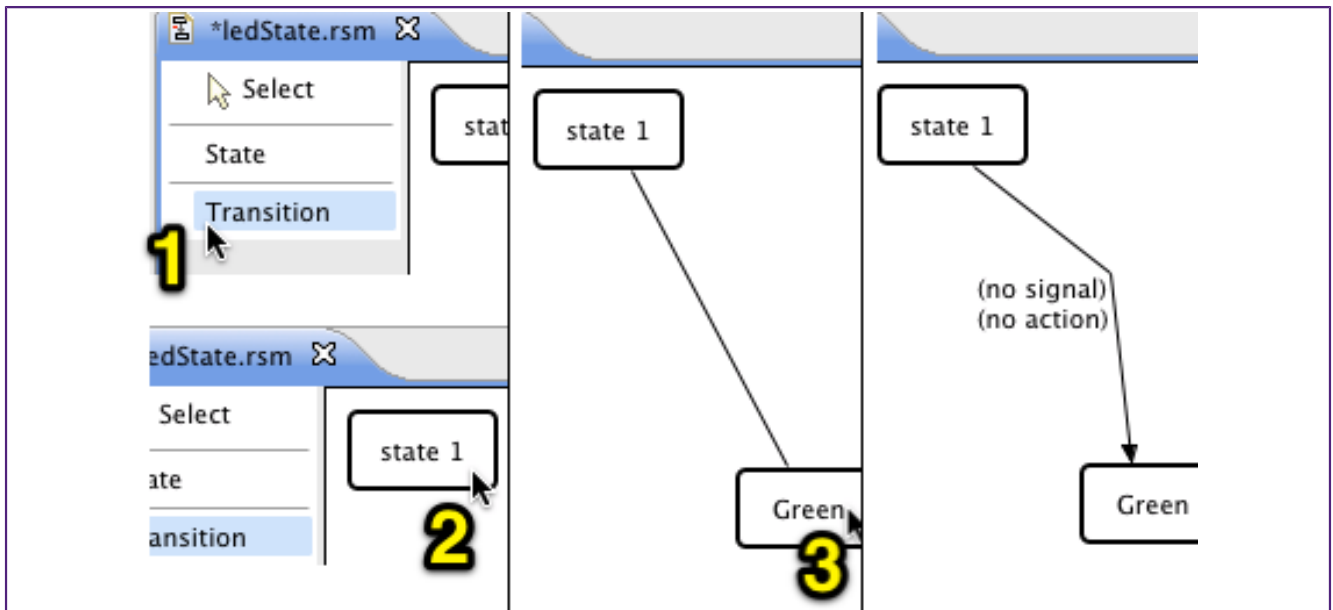 *ledState.rsm
Select
State
Transition
1
edState.rsm
Select
ate
ansition
state 1
2
state 1
Green
3
state 1
(no signal)
(no action)
Green